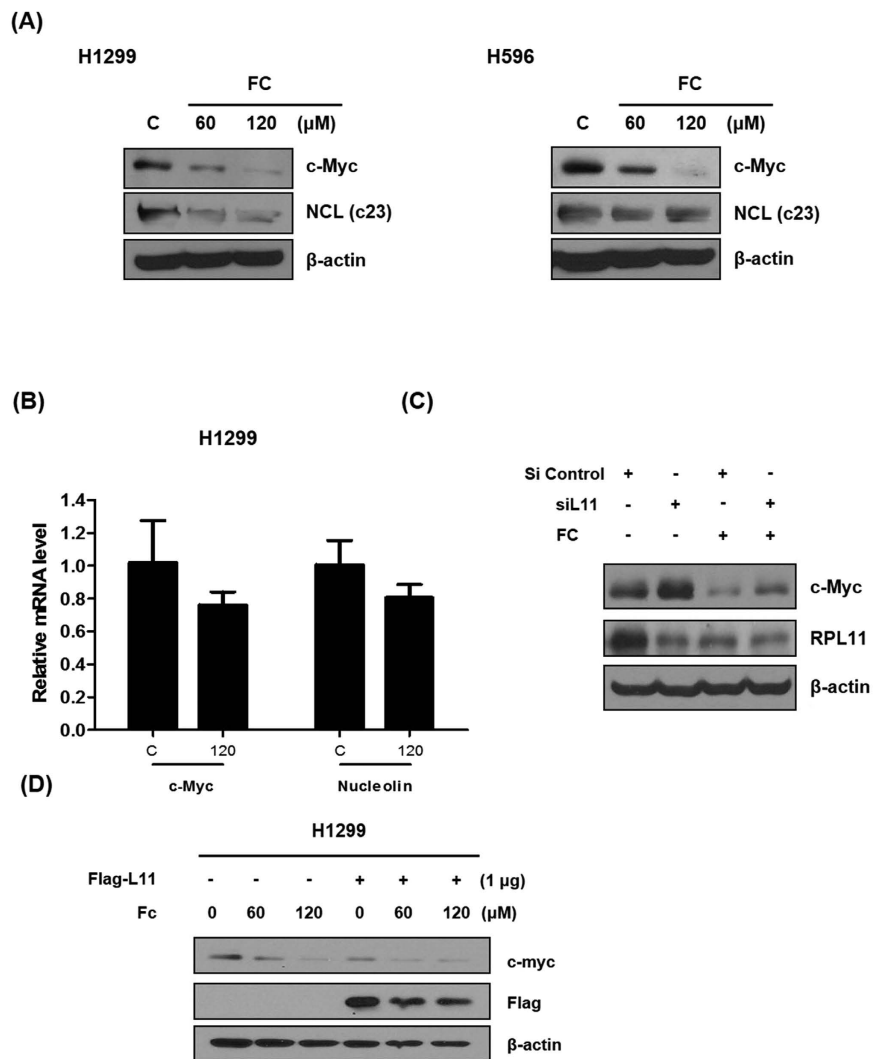 (A)
H1299
FC
C 60 120 (µM)
c-Myc
NCL (c23)
β-actin
H596
FC
C 60 120 (µM)
c-Myc
NCL (c23)
β-actin
(B)
H1299
Relative mRNA level
1.4
1.2
1.0
0.8
0.6
0.4
0.2
0.0
C 120 C 120
c-Myc Nucleolin
(C)
Si Control + - + -
siL11 - + - +
FC - - + +
c-Myc
RPL11
β-actin
(D)
H1299
Flag-L11 - - - + + + (1 µg)
Fc 0 60 120 0 60 120 (µM)
c-myc
Flag
β-actin